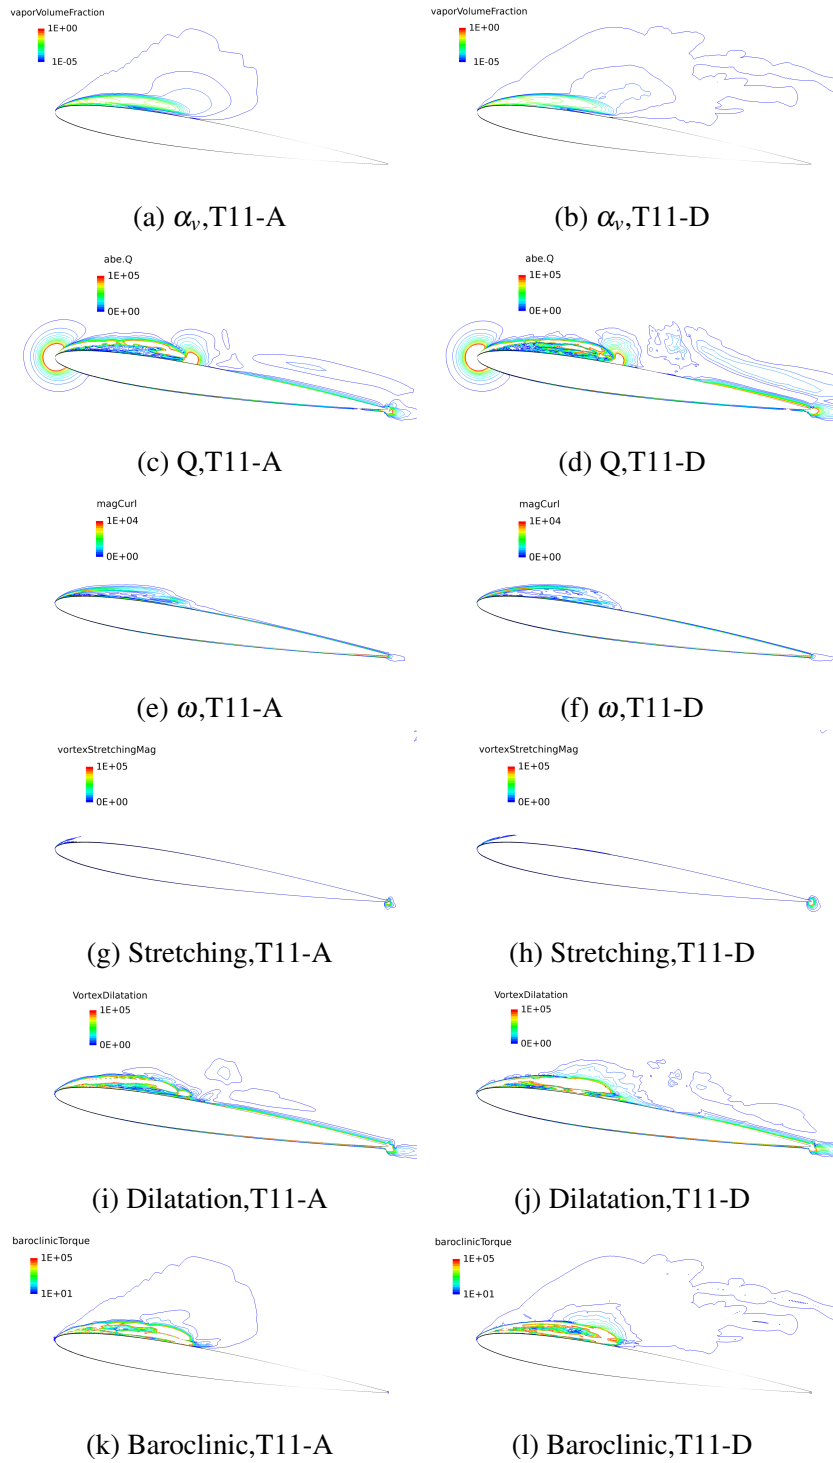 vaporVolumeFraction
1E+00
1E-05
vaporVolumeFraction
1E+00
1E-05
(a) αᵥ,T11-A
(b) αᵥ,T11-D
abe.Q
1E+05
0E+00
abe.Q
1E+05
0E+00
(c) Q,T11-A
(d) Q,T11-D
magCurl
1E+04
0E+00
magCurl
1E+04
0E+00
(e) ω,T11-A
(f) ω,T11-D
vortexStretchingMag
1E+05
0E+00
vortexStretchingMag
1E+05
0E+00
(g) Stretching,T11-A
(h) Stretching,T11-D
VortexDilatation
1E+05
0E+00
VortexDilatation
1E+05
0E+00
(i) Dilatation,T11-A
(j) Dilatation,T11-D
baroclinicTorque
1E+05
1E+01
baroclinicTorque
1E+05
1E+01
(k) Baroclinic,T11-A
(l) Baroclinic,T11-D